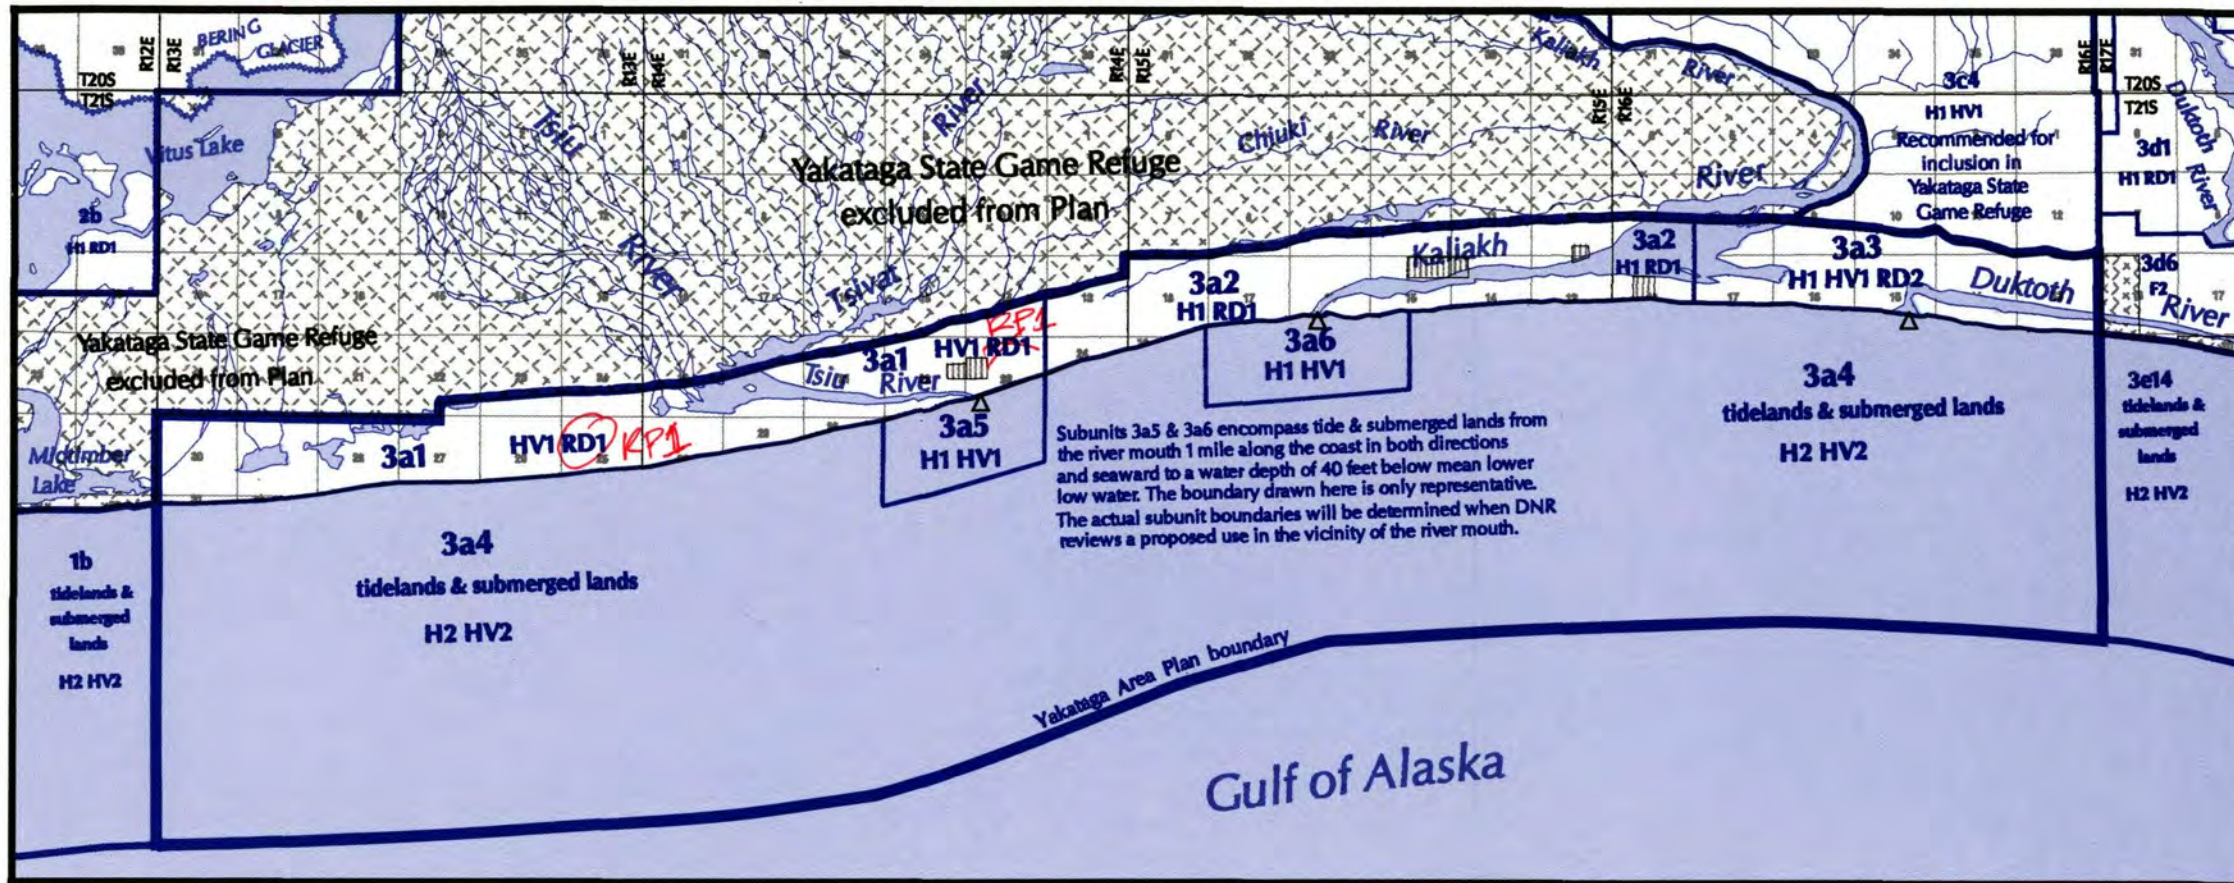 BERING
GLACIER
R12E
R13E
T20S
T21S
Vitus Lake
2b
H1 RD1
R13E
R14E
Tsiu
River
River
Tsivat
R14E
R15E
Chiuki River
Yakataga State Game Refuge
excluded from Plan
Kaliakh
River
River
R15E
R16E
3c4
H1 HV1
Recommended for
inclusion in
Yakataga State
Game Refuge
R16E
R17E
T20S
T21S
Duktoth
River
3d1
H1 RD1
Kaliakh
3a2
H1 RD1
3a2
H1 RD1
3a3
H1 HV1 RD2
Duktoth
River
3d6
F2
Yakataga State Game Refuge
excluded from Plan
3a1
HV1 RD1
RP1
Tsiu River
3a6
H1 HV1
3a4
tidelands & submerged lands
H2 HV2
3e14
tidelands &
submerged
lands
H2 HV2
Midtimber
Lake
3a1
HV1 RD1 RP1
3a5
H1 HV1
Subunits 3a5 & 3a6 encompass tide & submerged lands from
the river mouth 1 mile along the coast in both directions
and seaward to a water depth of 40 feet below mean lower
low water. The boundary drawn here is only representative.
The actual subunit boundaries will be determined when DNR
reviews a proposed use in the vicinity of the river mouth.
1b
tidelands &
submerged
lands
H2 HV2
3a4
tidelands & submerged lands
H2 HV2
Yakataga Area Plan boundary
Gulf of Alaska